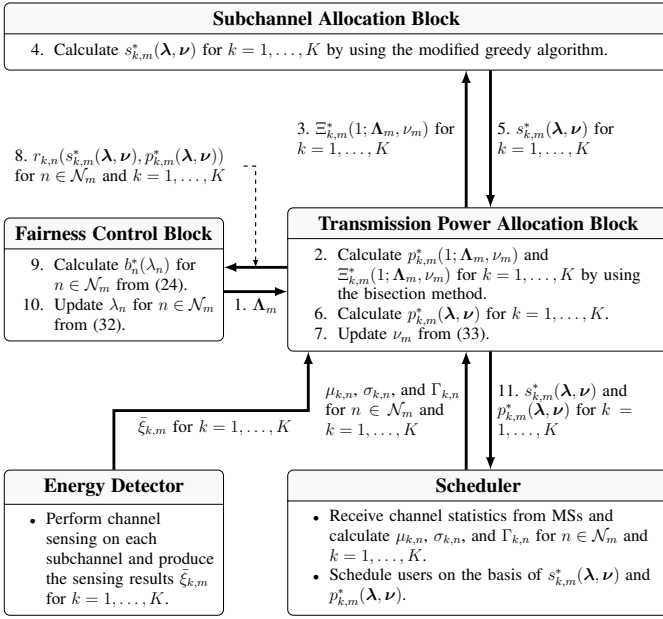 Subchannel Allocation Block
4. Calculate s*_{k,m}(λ, ν) for k = 1, . . . , K by using the modified greedy algorithm.
3. Ξ*_{k,m}(1; Λ_m, ν_m) for
k = 1, . . . , K
5. s*_{k,m}(λ, ν) for
k = 1, . . . , K
8. r_{k,n}(s*_{k,m}(λ, ν), p*_{k,m}(λ, ν))
for n ∈ N_m and k = 1, . . . , K
Fairness Control Block
9. Calculate b*_n(λ_n) for
n ∈ N_m from (24).
10. Update λ_n for n ∈ N_m
from (32).
1. Λ_m
Transmission Power Allocation Block
2. Calculate p*_{k,m}(1; Λ_m, ν_m) and
Ξ*_{k,m}(1; Λ_m, ν_m) for k = 1, . . . , K by using
the bisection method.
6. Calculate p*_{k,m}(λ, ν) for k = 1, . . . , K.
7. Update ν_m from (33).
ξ̄_{k,m} for k = 1, . . . , K
μ_{k,n}, σ_{k,n}, and Γ_{k,n}
for n ∈ N_m and
k = 1, . . . , K
11. s*_{k,m}(λ, ν) and
p*_{k,m}(λ, ν) for k =
1, . . . , K
Energy Detector
• Perform channel
sensing on each
subchannel and produce
the sensing results ξ̄_{k,m}
for k = 1, . . . , K.
Scheduler
• Receive channel statistics from MSs and
calculate μ_{k,n}, σ_{k,n}, and Γ_{k,n} for n ∈ N_m and
k = 1, . . . , K.
• Schedule users on the basis of s*_{k,m}(λ, ν) and
p*_{k,m}(λ, ν).